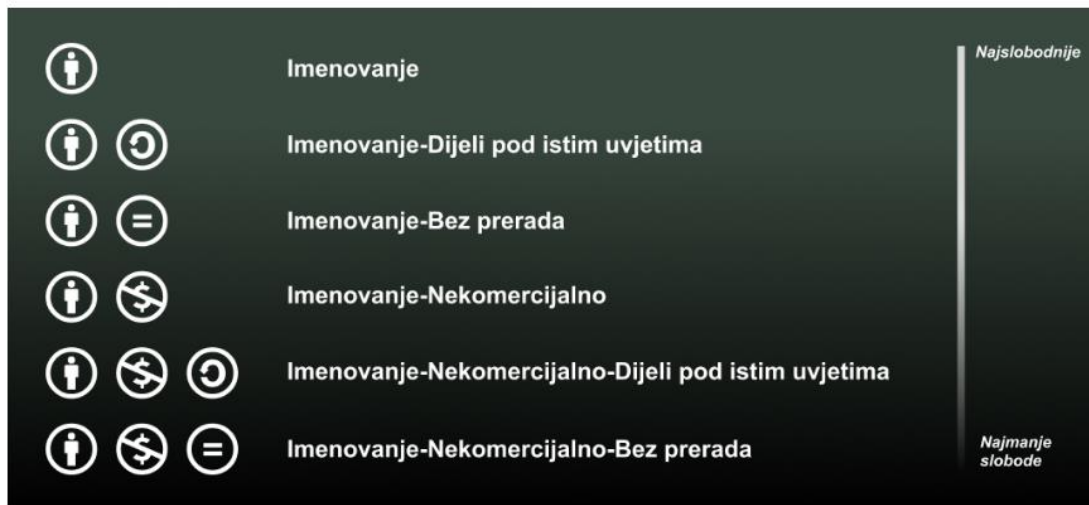 Imenovanje
Najslobodnije
Imenovanje-Dijeli pod istim uvjetima
Imenovanje-Bez prerada
Imenovanje-Nekomercijalno
Imenovanje-Nekomercijalno-Dijeli pod istim uvjetima
Imenovanje-Nekomercijalno-Bez prerada
Najmanje
slobode